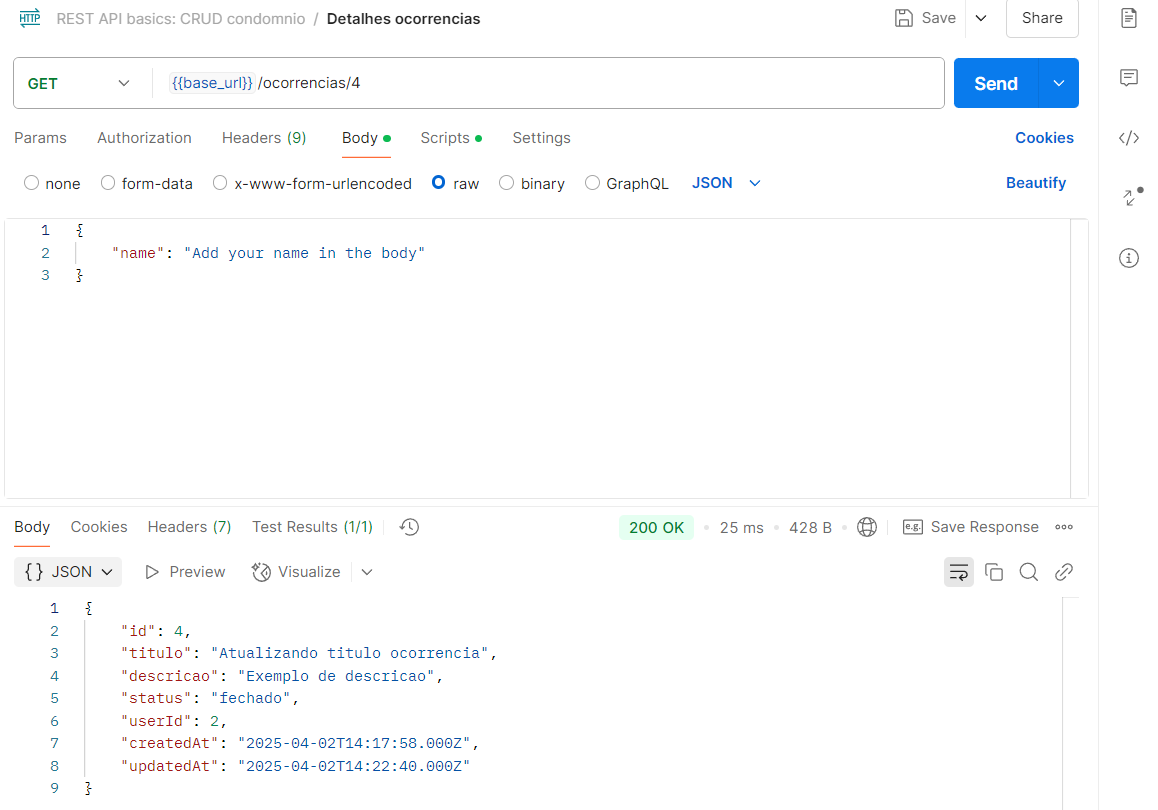 HTTP REST API basics: CRUD condomnio / Detalhes ocorrencias Save Share
GET {{base_url}} /ocorrencias/4 Send
Params Authorization Headers (9) Body Scripts Settings Cookies
none form-data x-www-form-urlencoded raw binary GraphQL JSON Beautify
1 {
2 "name": "Add your name in the body"
3 }
Body Cookies Headers (7) Test Results (1/1) 200 OK 25 ms 428 B e.g. Save Response
{} JSON Preview Visualize
1 {
2 "id": 4,
3 "titulo": "Atualizando titulo ocorrencia",
4 "descricao": "Exemplo de descricao",
5 "status": "fechado",
6 "userId": 2,
7 "createdAt": "2025-04-02T14:17:58.000Z",
8 "updatedAt": "2025-04-02T14:22:40.000Z"
9 }